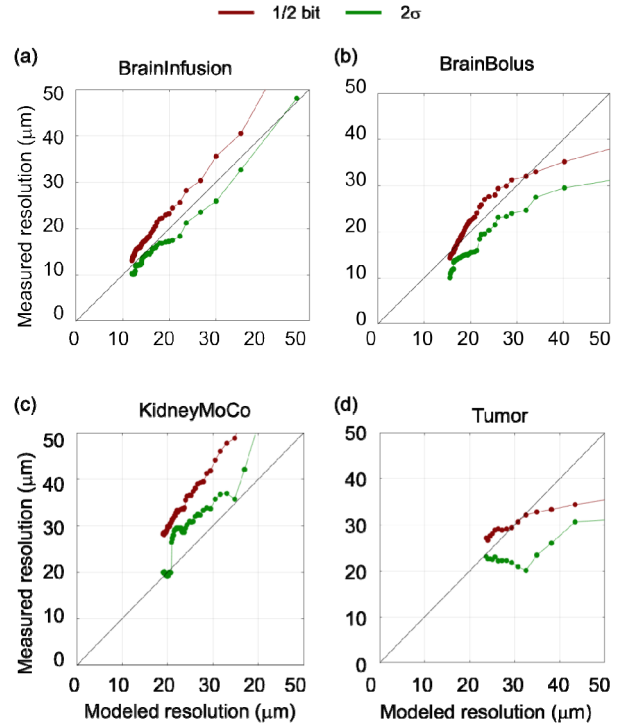 1/2 bit 2σ
(a) BrainInfusion
Measured resolution (μm)
50
40
30
20
10
0
0 10 20 30 20 50
(b) BrainBolus
50
40
30
20
10
0
0 10 20 30 40 50
(c) KidneyMoCo
Measured resolution (μm)
50
40
30
20
10
0
0 10 20 30 20 50
Modeled resolution (μm)
(d) Tumor
50
40
30
20
10
0
0 10 20 30 40 50
Modeled resolution (μm)